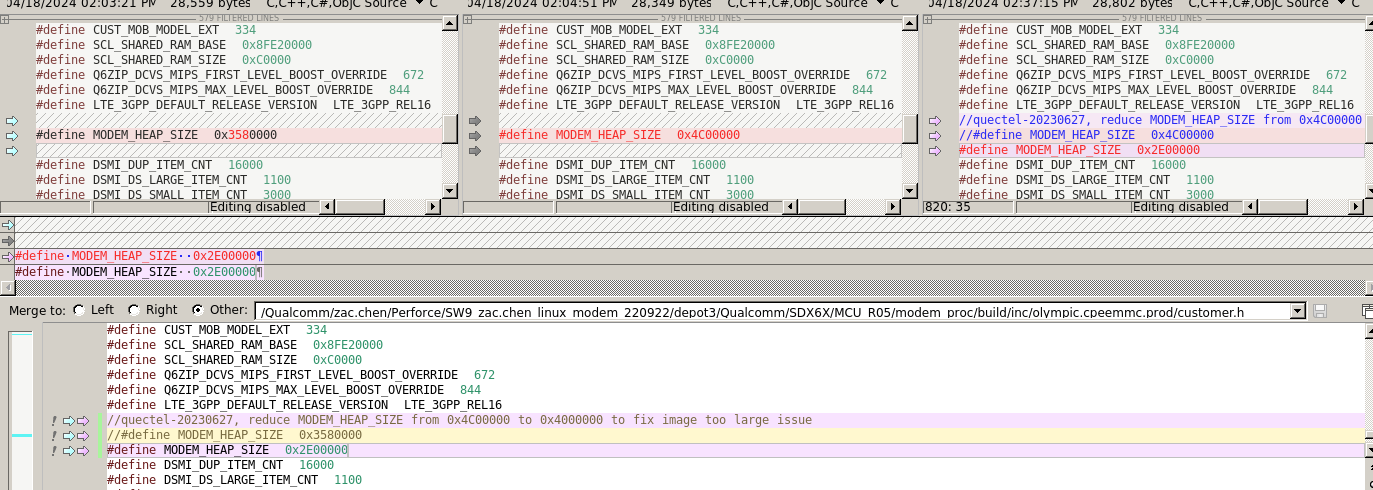 04/18/2024 02:03:21 PM 28,559 bytes C,C++,C#,ObjC Source C
04/18/2024 02:04:51 PM 28,349 bytes C,C++,C#,ObjC Source C
04/18/2024 02:37:15 PM 28,802 bytes C,C++,C#,ObjC Source C
579 FILTERED LINES
#define CUST_MOB_MODEL_EXT 334
#define SCL_SHARED_RAM_BASE 0x8FE20000
#define SCL_SHARED_RAM_SIZE 0xC0000
#define Q6ZIP_DCVS_MIPS_FIRST_LEVEL_BOOST_OVERRIDE 672
#define Q6ZIP_DCVS_MIPS_MAX_LEVEL_BOOST_OVERRIDE 844
#define LTE_3GPP_DEFAULT_RELEASE_VERSION LTE_3GPP_REL16
#define MODEM_HEAP_SIZE 0x3580000
#define DSMI_DUP_ITEM_CNT 16000
#define DSMI_DS_LARGE_ITEM_CNT 1100
#define DSMI_DS_SMALL_ITEM_CNT 3000
Editing disabled
579 FILTERED LINES
#define CUST_MOB_MODEL_EXT 334
#define SCL_SHARED_RAM_BASE 0x8FE20000
#define SCL_SHARED_RAM_SIZE 0xC0000
#define Q6ZIP_DCVS_MIPS_FIRST_LEVEL_BOOST_OVERRIDE 672
#define Q6ZIP_DCVS_MIPS_MAX_LEVEL_BOOST_OVERRIDE 844
#define LTE_3GPP_DEFAULT_RELEASE_VERSION LTE_3GPP_REL16
#define MODEM_HEAP_SIZE 0x4C00000
#define DSMI_DUP_ITEM_CNT 16000
#define DSMI_DS_LARGE_ITEM_CNT 1100
#define DSMI_DS_SMALL_ITEM_CNT 3000
Editing disabled
579 FILTERED LINES
#define CUST_MOB_MODEL_EXT 334
#define SCL_SHARED_RAM_BASE 0x8FE20000
#define SCL_SHARED_RAM_SIZE 0xC0000
#define Q6ZIP_DCVS_MIPS_FIRST_LEVEL_BOOST_OVERRIDE 672
#define Q6ZIP_DCVS_MIPS_MAX_LEVEL_BOOST_OVERRIDE 844
#define LTE_3GPP_DEFAULT_RELEASE_VERSION LTE_3GPP_REL16
//quectel-20230627, reduce MODEM_HEAP_SIZE from 0x4C00000
//#define MODEM_HEAP_SIZE 0x4C00000
#define MODEM_HEAP_SIZE 0x2E00000
#define DSMI_DUP_ITEM_CNT 16000
#define DSMI_DS_LARGE_ITEM_CNT 1100
#define DSMI_DS_SMALL_ITEM_CNT 3000
820: 35 Editing disabled
#define·MODEM_HEAP_SIZE··0x2E00000¶
#define·MODEM_HEAP_SIZE··0x2E00000¶
Merge to: Left Right Other: /Qualcomm/zac.chen/Perforce/SW9_zac.chen_linux_modem_220922/depot3/Qualcomm/SDX6X/MCU_R05/modem_proc/build/inc/olympic.cpeemmc.prod/customer.h
#define CUST_MOB_MODEL_EXT 334
#define SCL_SHARED_RAM_BASE 0x8FE20000
#define SCL_SHARED_RAM_SIZE 0xC0000
#define Q6ZIP_DCVS_MIPS_FIRST_LEVEL_BOOST_OVERRIDE 672
#define Q6ZIP_DCVS_MIPS_MAX_LEVEL_BOOST_OVERRIDE 844
#define LTE_3GPP_DEFAULT_RELEASE_VERSION LTE_3GPP_REL16
//quectel-20230627, reduce MODEM_HEAP_SIZE from 0x4C00000 to 0x4000000 to fix image too large issue
//#define MODEM_HEAP_SIZE 0x3580000
#define MODEM_HEAP_SIZE 0x2E00000
#define DSMI_DUP_ITEM_CNT 16000
#define DSMI_DS_LARGE_ITEM_CNT 1100